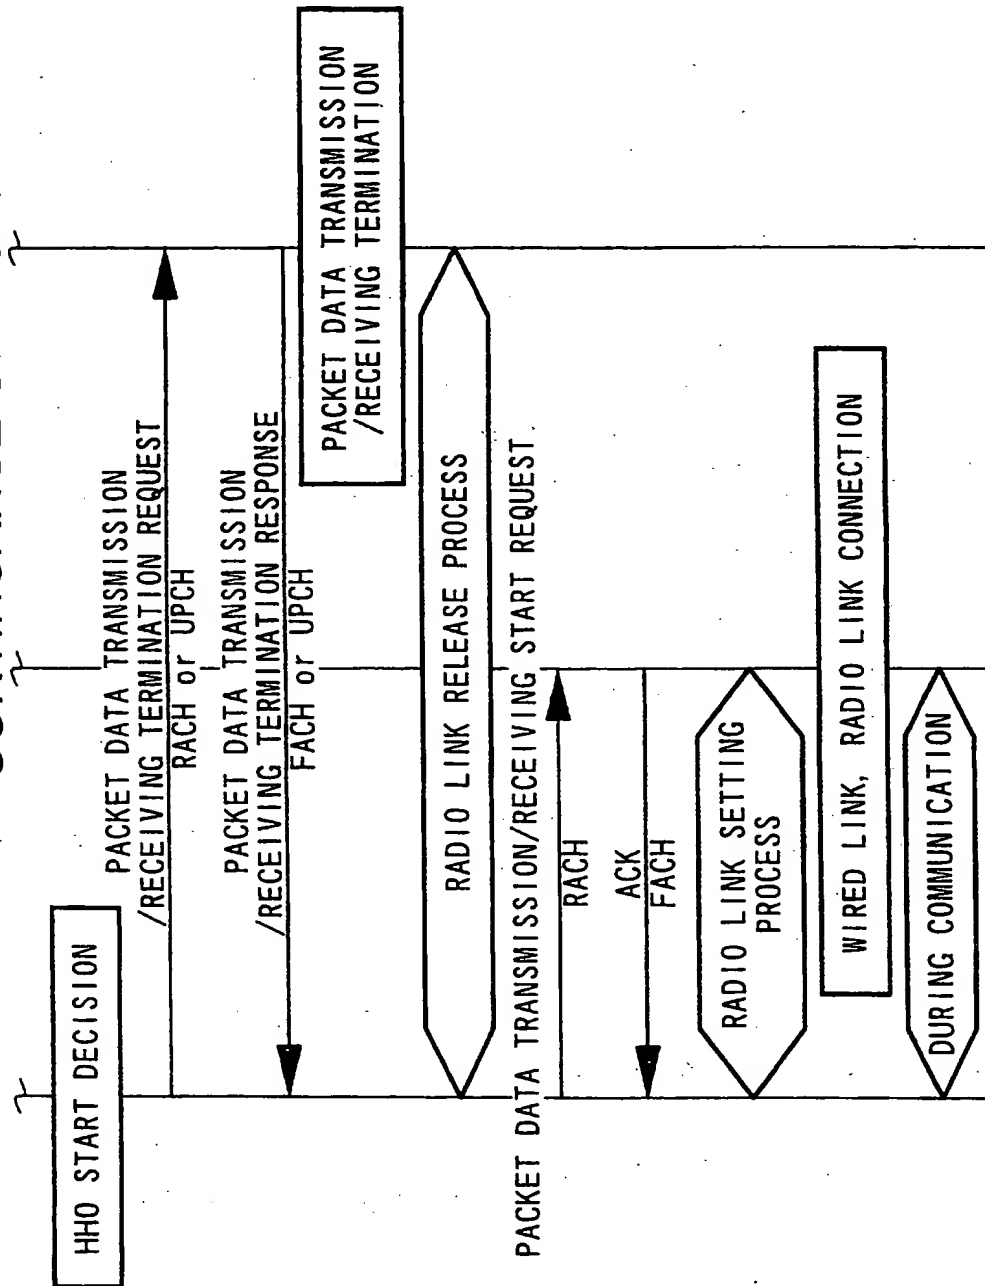 HHO START DECISION
PACKET DATA TRANSMISSION
/RECEIVING TERMINATION REQUEST
RACH or UPCH
PACKET DATA TRANSMISSION
/RECEIVING TERMINATION RESPONSE
FACH or UPCH
PACKET DATA TRANSMISSION
/RECEIVING TERMINATION
RADIO LINK RELEASE PROCESS
PACKET DATA TRANSMISSION/RECEIVING START REQUEST
RACH
ACK
FACH
RADIO LINK SETTING
PROCESS
WIRED LINK, RADIO LINK CONNECTION
DURING COMMUNICATION